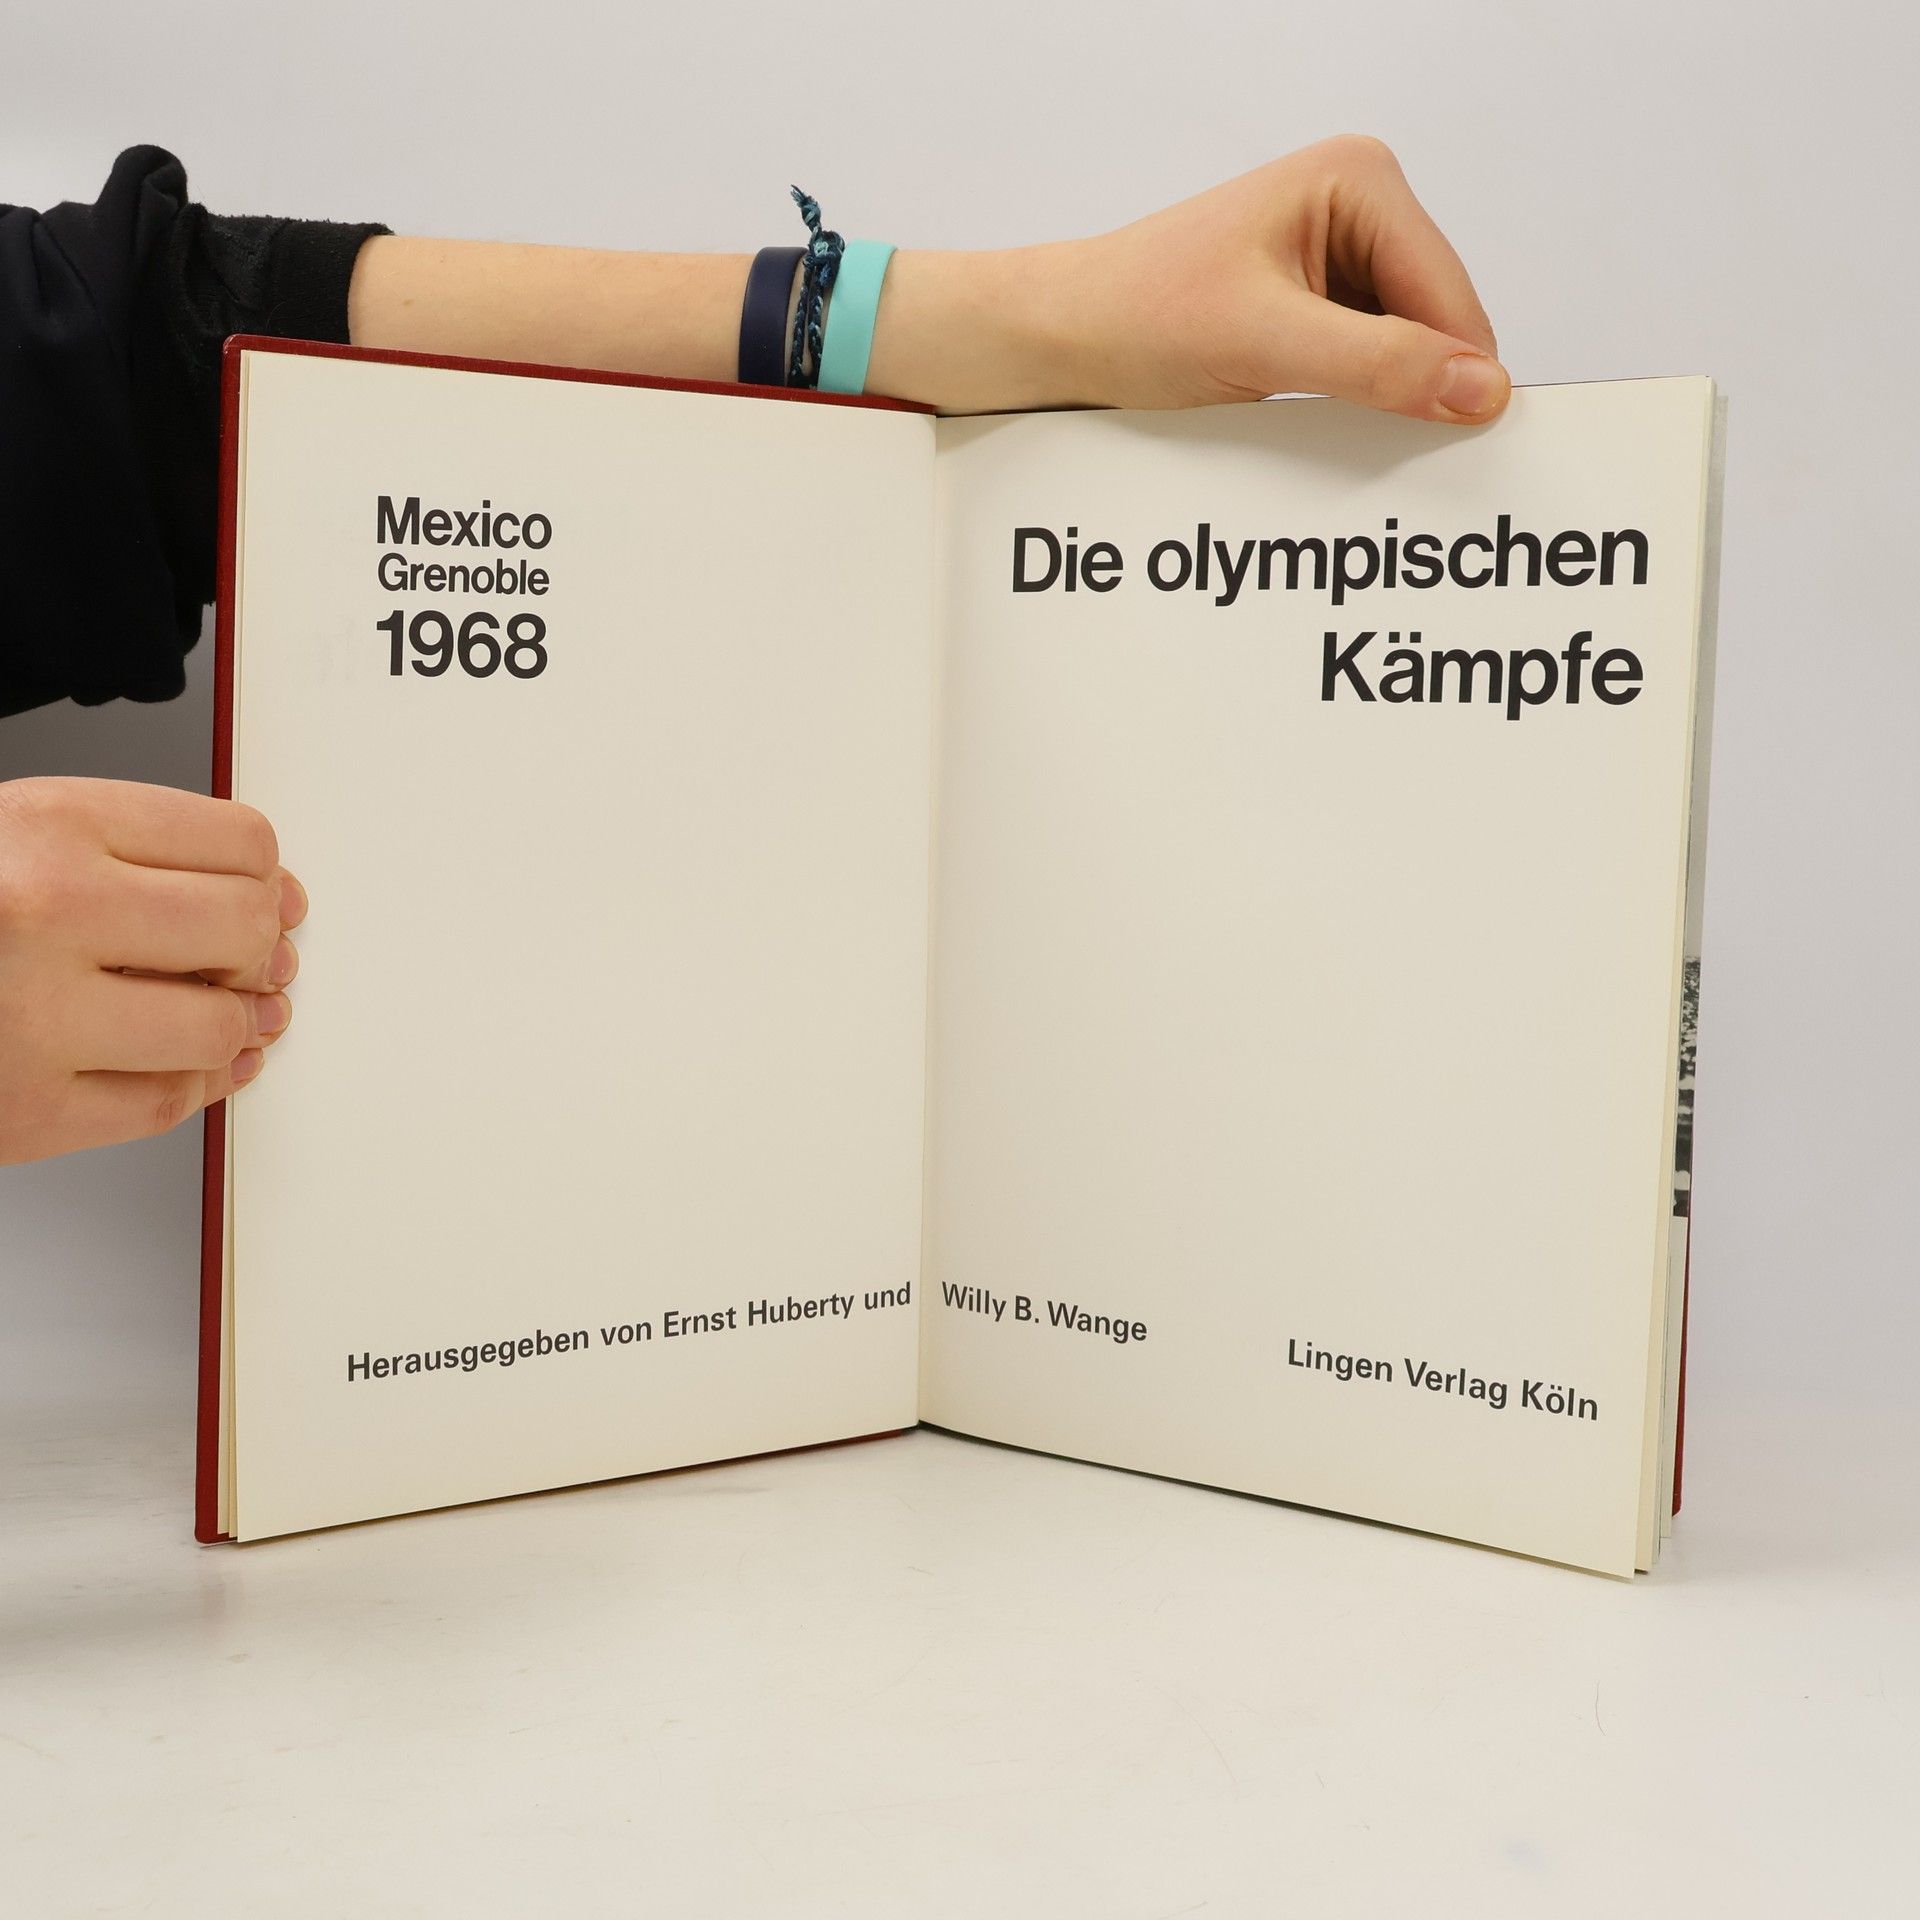 Mexico
Grenoble
1968
Die olympischen
Kämpfe
Herausgegeben von Ernst Huberty und Willy B. Wange
Lingen Verlag Köln